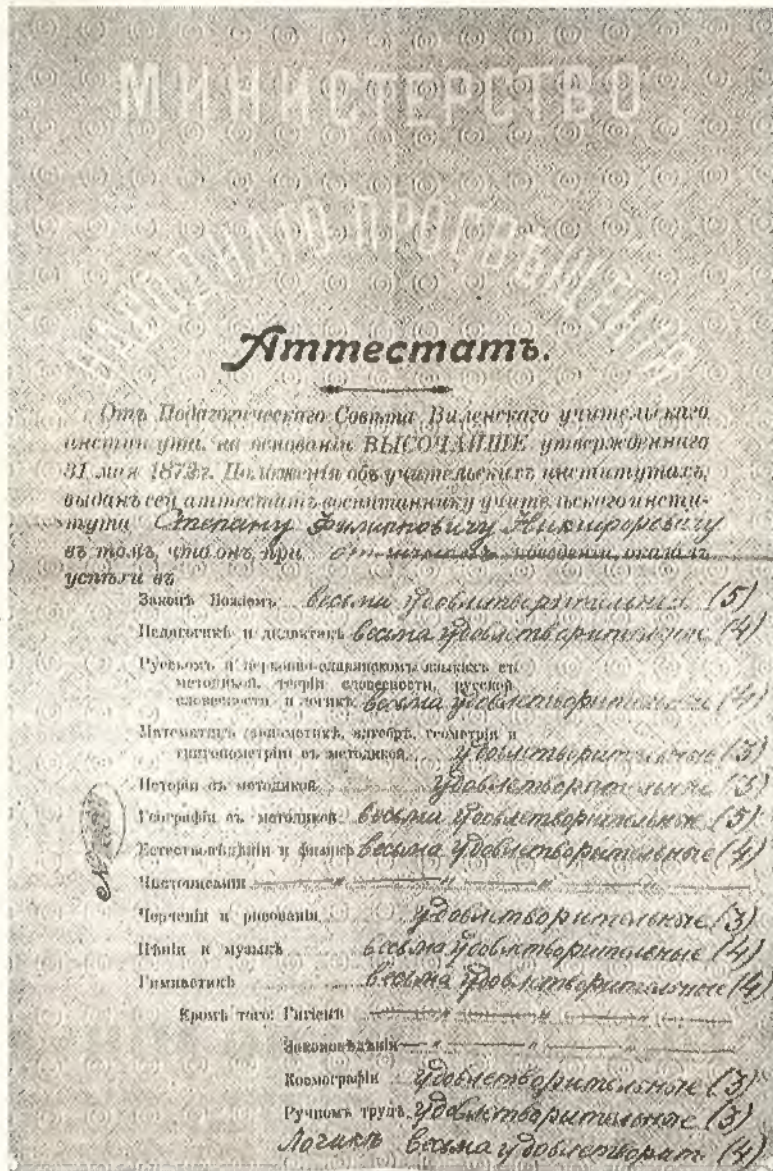 МИНИСТЕРСТВО
НАРОДНАГО ПРОСВѢЩЕНІЯ
Аттестатъ.
Отъ Педагогическаго Совѣта Виленскаго учительскаго
института, на основаніи ВЫСОЧАЙШЕ утвержденнаго
31 мая 1872 г. Положенія объ учительскихъ институтахъ,
выданъ сей аттестатъ воспитаннику учительскаго инсти-
тута Степану Филипповичу Никифоровичу
въ томъ, что онъ, при отличномъ поведеніи, оказалъ
успѣхи въ
Законѣ Божіемъ весьма удовлетворительныя (5)
Педагогикѣ и дидактикѣ весьма удовлетворительные (4)
Русскомъ и церковно-славянскомъ языкахъ съ
методикой, теоріи словесности, русской
словесности и логикѣ весьма удовлетворительные (4)
Математикѣ (ариѳметикѣ, алгебрѣ, геометріи и
тригонометріи съ методикой удовлетворительные (3)
Исторіи съ методикой удовлетворительные (3)
Географіи съ методикой весьма удовлетворительные (5)
Естествовѣдѣніи и физикѣ весьма удовлетворительные (4)
Чистописаніи
Черченіи и рисованіи удовлетворительные (3)
Пѣніи и музыкѣ весьма удовлетворительные (4)
Гимнастикѣ весьма удовлетворительные (4)
Кромѣ того: Гигіенѣ
Законовѣдѣнія
Космографіи удовлетворительные (3)
Ручномъ трудѣ удовлетворительные (3)
Логикѣ весьма удовлетворит. (4)
№